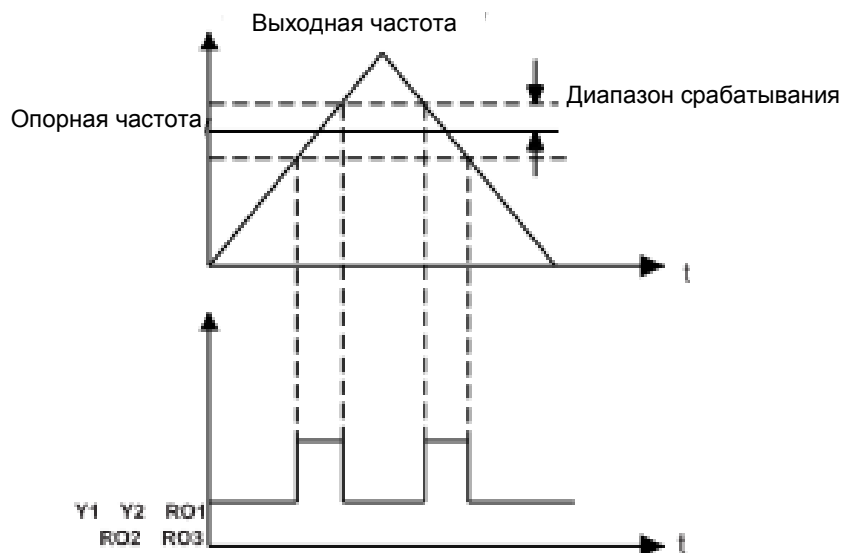 Выходная частота
Диапазон срабатывания
Опорная частота
t
Y1 Y2 RO1
RO2 RO3
t